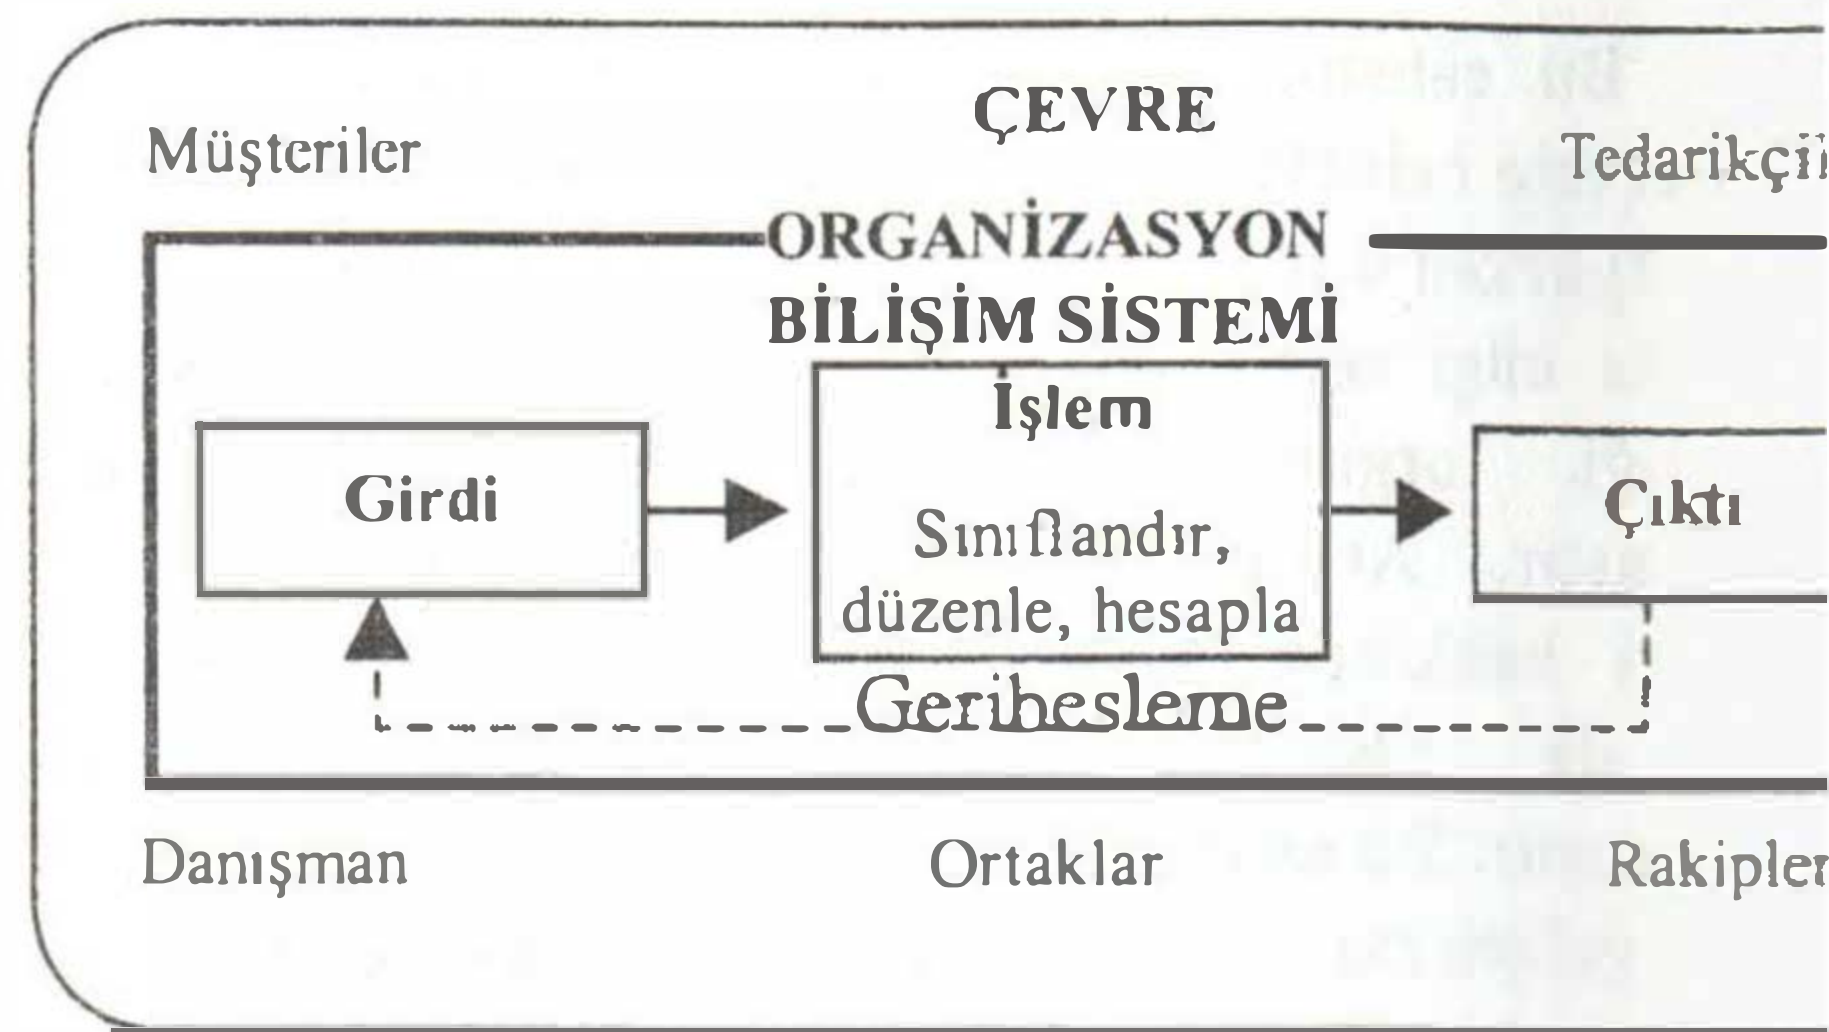 ÇEVRE
Müşteriler
Tedarikçil
ORGANİZASYON
BİLİŞİM SİSTEMİ
İşlem
Girdi
Sınıflandır,
düzenle, hesapla
Çıktı
Geribesleme
Danışman
Ortaklar
Rakipler